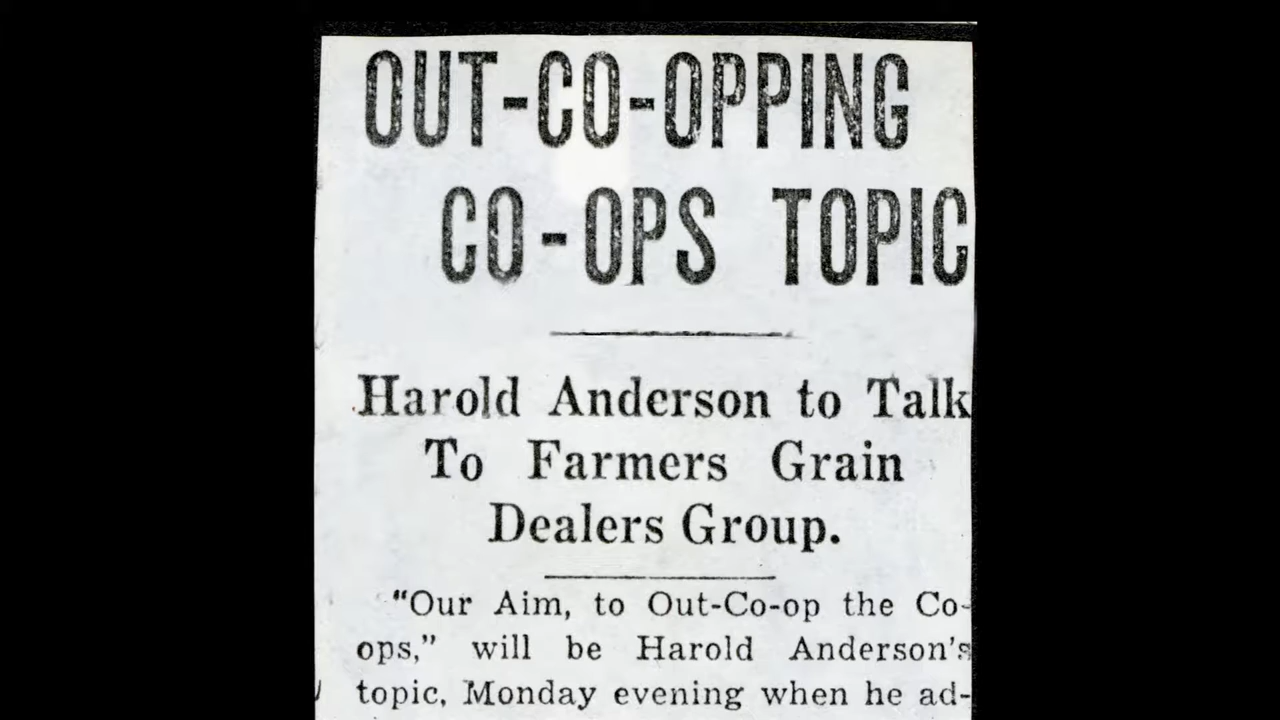 OUT-CO-OPPING
CO-OPS TOPIC
Harold Anderson to Talk
To Farmers Grain
Dealers Group.
"Our Aim, to Out-Co-op the Co-
ops," will be Harold Anderson's
topic, Monday evening when he ad-